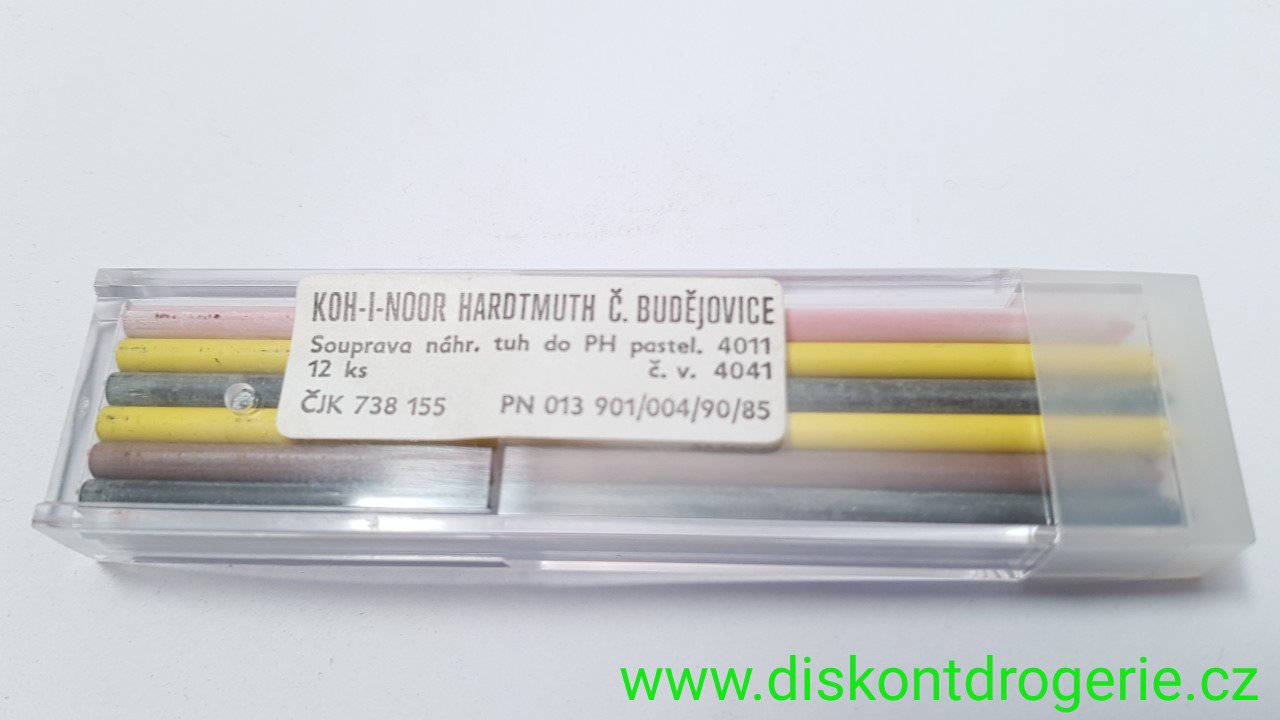 KOH-I-NOOR HARDTMUTH Č. BUDĚJOVICE
Souprava náhr. tuh do PH pastel. 4011
12 ks č. v. 4041
ČJK 738 155 PN 013 901/004/90/85
www.diskontdrogerie.cz